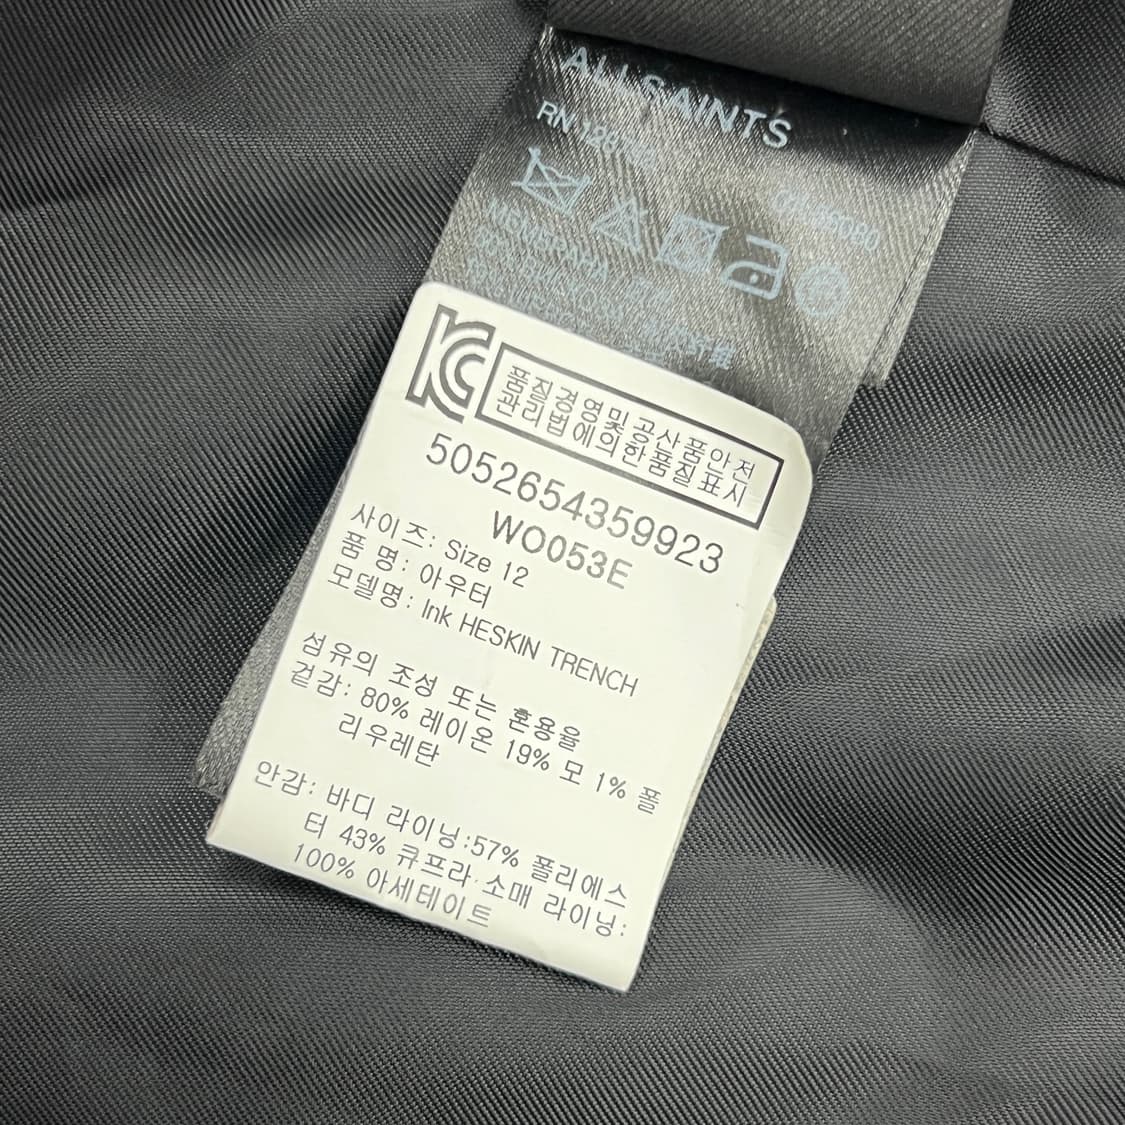 ALLSAINTS
RN
품질경영및공산품안전
관리법에의한품질표시
5052654359923
WO053E
사이즈: Size 12
품 명: 아우터
모델명: Ink HESKIN TRENCH
섬유의 조성 또는 혼용율
겉감: 80% 레이온 19% 모 1% 폴
리우레탄
안감: 바디 라이닝:57% 폴리에스
터 43% 큐프라 소매 라이닝:
100% 아세테이트